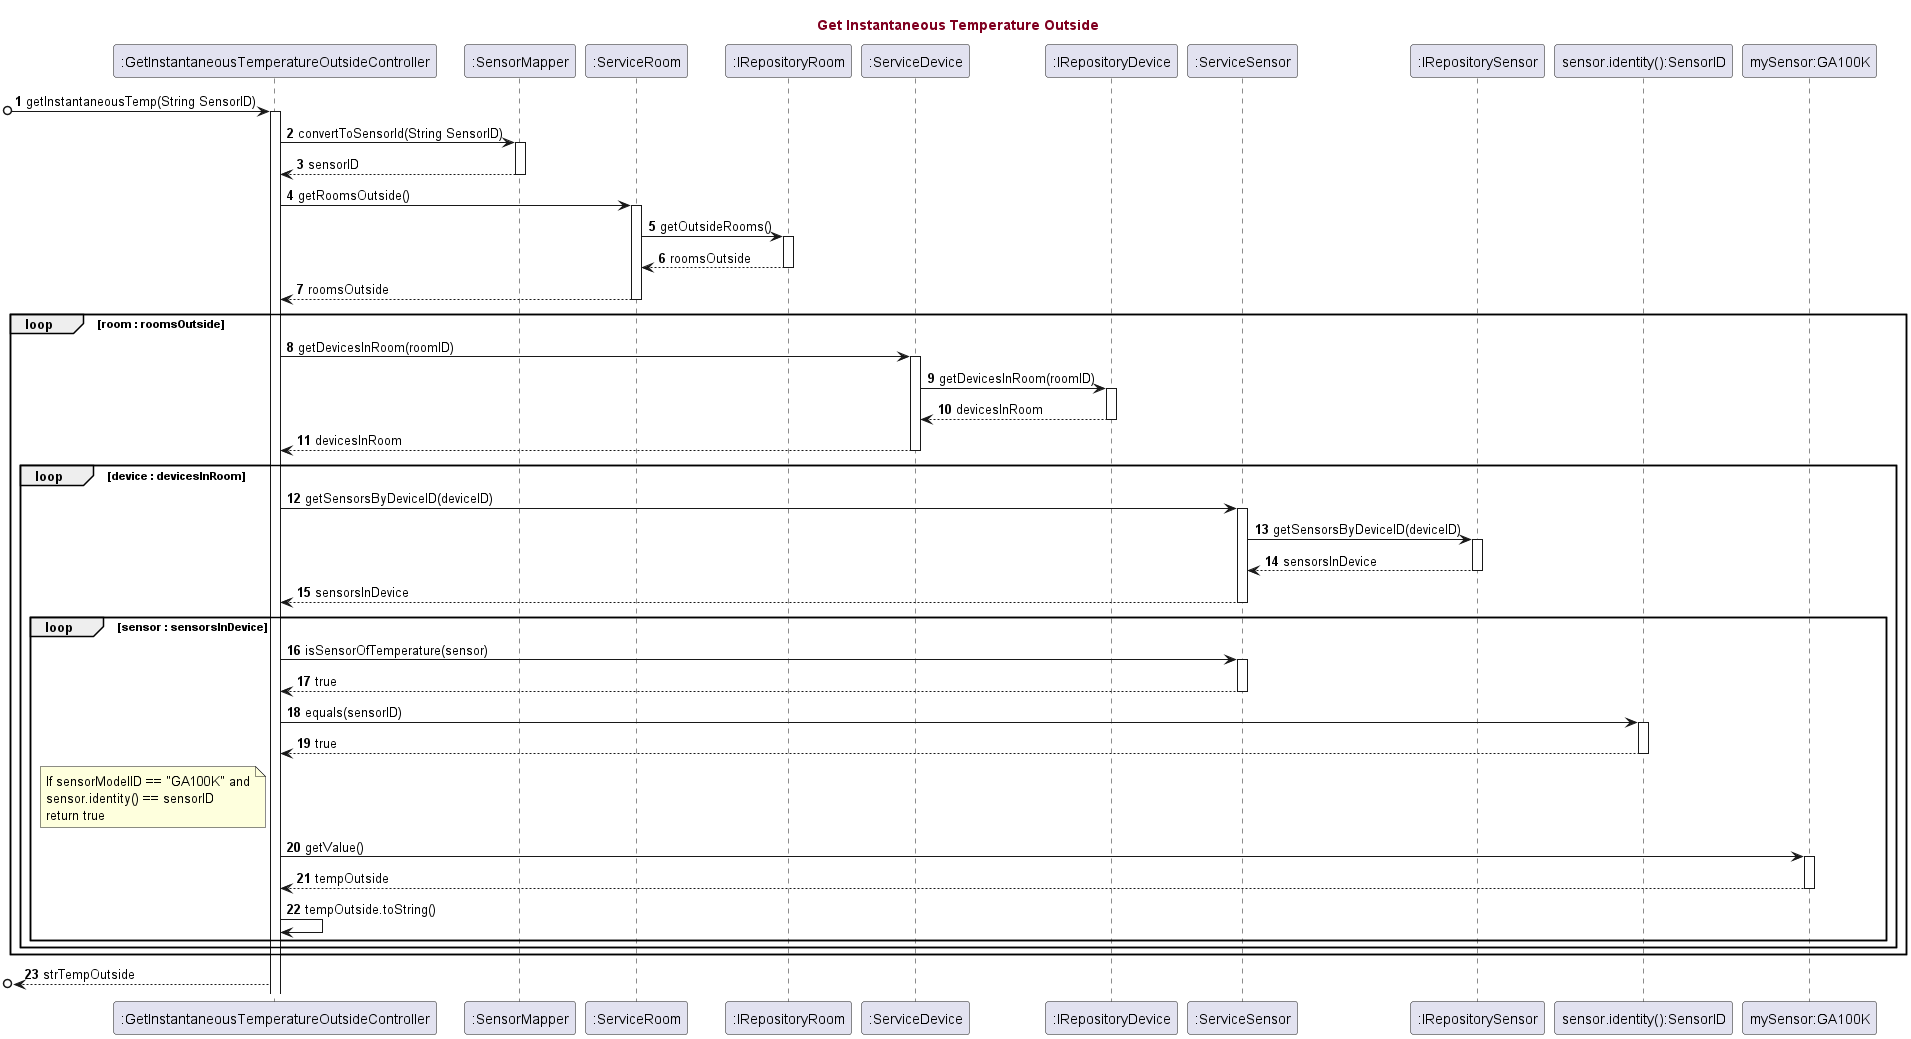 Get Instantaneous Temperature Outside
:GetInstantaneousTemperatureOutsideController :SensorMapper :ServiceRoom :IRepositoryRoom :ServiceDevice :IRepositoryDevice :ServiceSensor :IRepositorySensor sensor.identity():SensorID mySensor:GA100K
1 getInstantaneousTemp(String SensorID)
2 convertToSensorId(String SensorID)
3 sensorID
4 getRoomsOutside()
5 getOutsideRooms()
6 roomsOutside
7 roomsOutside
loop [room : roomsOutside]
8 getDevicesInRoom(roomID)
9 getDevicesInRoom(roomID)
10 devicesInRoom
11 devicesInRoom
loop [device : devicesInRoom]
12 getSensorsByDeviceID(deviceID)
13 getSensorsByDeviceID(deviceID)
14 sensorsInDevice
15 sensorsInDevice
loop [sensor : sensorsInDevice]
16 isSensorOfTemperature(sensor)
17 true
18 equals(sensorID)
19 true
If sensorModelID == "GA100K" and
sensor.identity() == sensorID
return true
20 getValue()
21 tempOutside
22 tempOutside.toString()
23 strTempOutside
:GetInstantaneousTemperatureOutsideController :SensorMapper :ServiceRoom :IRepositoryRoom :ServiceDevice :IRepositoryDevice :ServiceSensor :IRepositorySensor sensor.identity():SensorID mySensor:GA100K